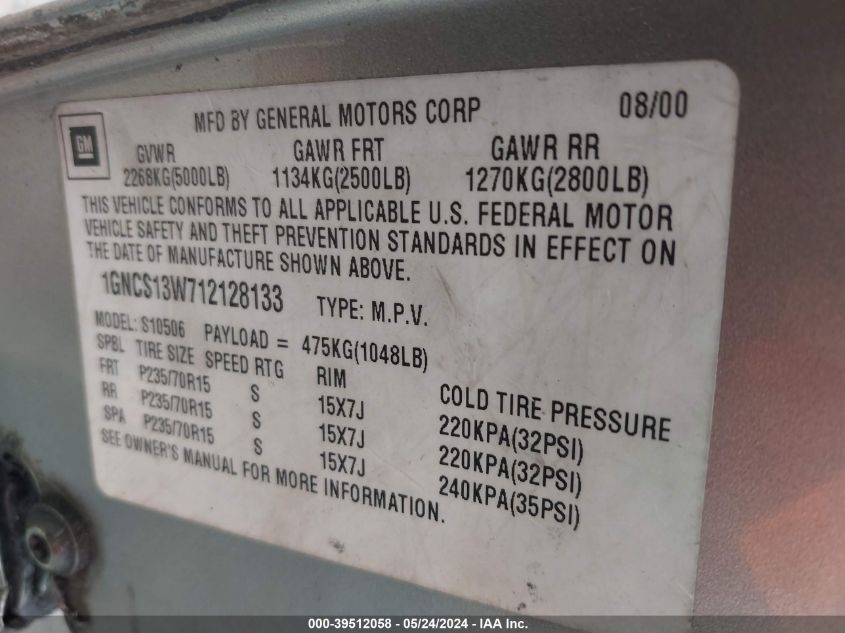 MFD BY GENERAL MOTORS CORP 08/00
GM
GVWR GAWR FRT GAWR RR
2268KG(5000LB) 1134KG(2500LB) 1270KG(2800LB)
THIS VEHICLE CONFORMS TO ALL APPLICABLE U.S. FEDERAL MOTOR
VEHICLE SAFETY AND THEFT PREVENTION STANDARDS IN EFFECT ON
THE DATE OF MANUFACTURE SHOWN ABOVE.
1GNCS13W712128133 TYPE: M.P.V.
MODEL: S10506 PAYLOAD = 475KG(1048LB)
SPBL TIRE SIZE SPEED RTG RIM COLD TIRE PRESSURE
FRT P235/70R15 S 15X7J 220KPA(32PSI)
RR P235/70R15 S 15X7J 220KPA(32PSI)
SPA P235/70R15 S 15X7J 240KPA(35PSI)
SEE OWNER'S MANUAL FOR MORE INFORMATION.
000-39512058 - 05/24/2024 - IAA Inc.